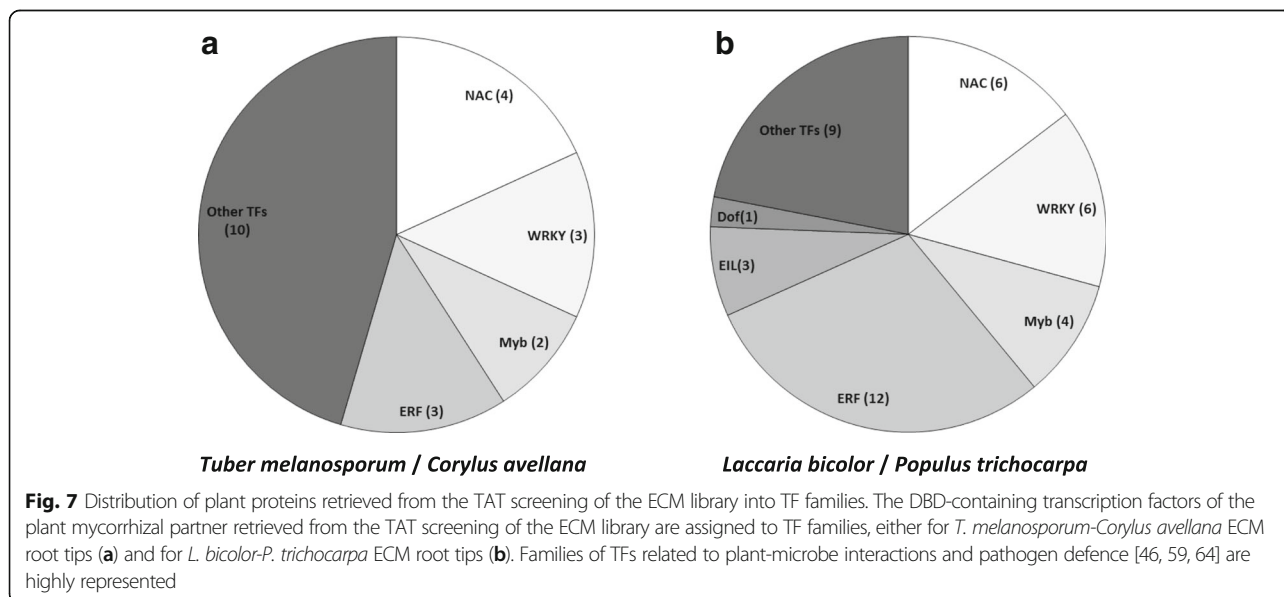 a
NAC (4)
WRKY (3)
Myb (2)
ERF (3)
Other TFs
(10)
Tuber melanosporum / Corylus avellana
b
NAC (6)
WRKY (6)
Myb (4)
ERF (12)
EIL(3)
Dof(1)
Other TFs (9)
Laccaria bicolor / Populus trichocarpa
Fig. 7 Distribution of plant proteins retrieved from the TAT screening of the ECM library into TF families. The DBD-containing transcription factors of the
plant mycorrhizal partner retrieved from the TAT screening of the ECM library are assigned to TF families, either for T. melanosporum-Corylus avellana ECM
root tips (a) and for L. bicolor-P. trichocarpa ECM root tips (b). Families of TFs related to plant-microbe interactions and pathogen defence [46, 59, 64] are
highly represented